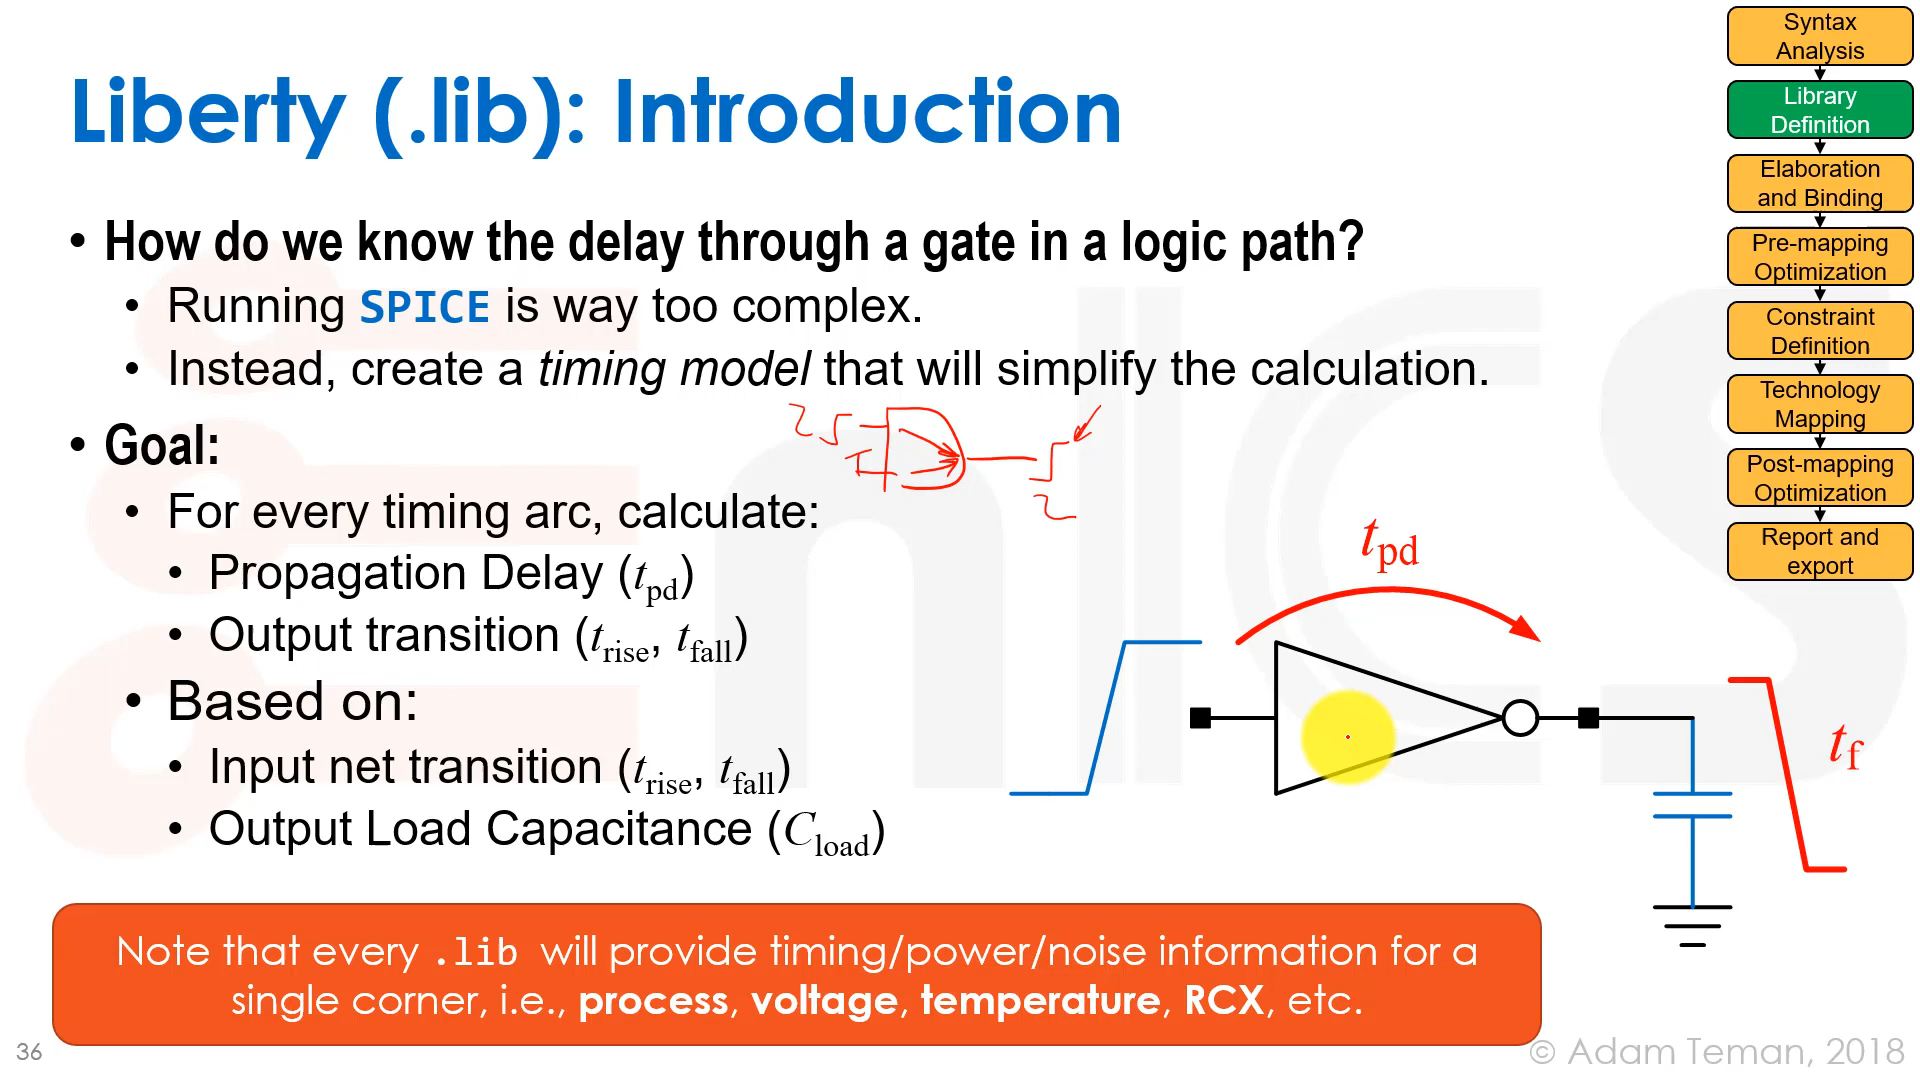 Liberty (.lib): Introduction
• How do we know the delay through a gate in a logic path?
• Running SPICE is way too complex.
• Instead, create a timing model that will simplify the calculation.
• Goal:
• For every timing arc, calculate:
• Propagation Delay (tpd)
• Output transition (trise, tfall)
• Based on:
• Input net transition (trise, tfall)
• Output Load Capacitance (Cload)
tpd
tf
Note that every .lib will provide timing/power/noise information for a
single corner, i.e., process, voltage, temperature, RCX, etc.
Syntax
Analysis
Library
Definition
Elaboration
and Binding
Pre-mapping
Optimization
Constraint
Definition
Technology
Mapping
Post-mapping
Optimization
Report and
export
36
© Adam Teman, 2018